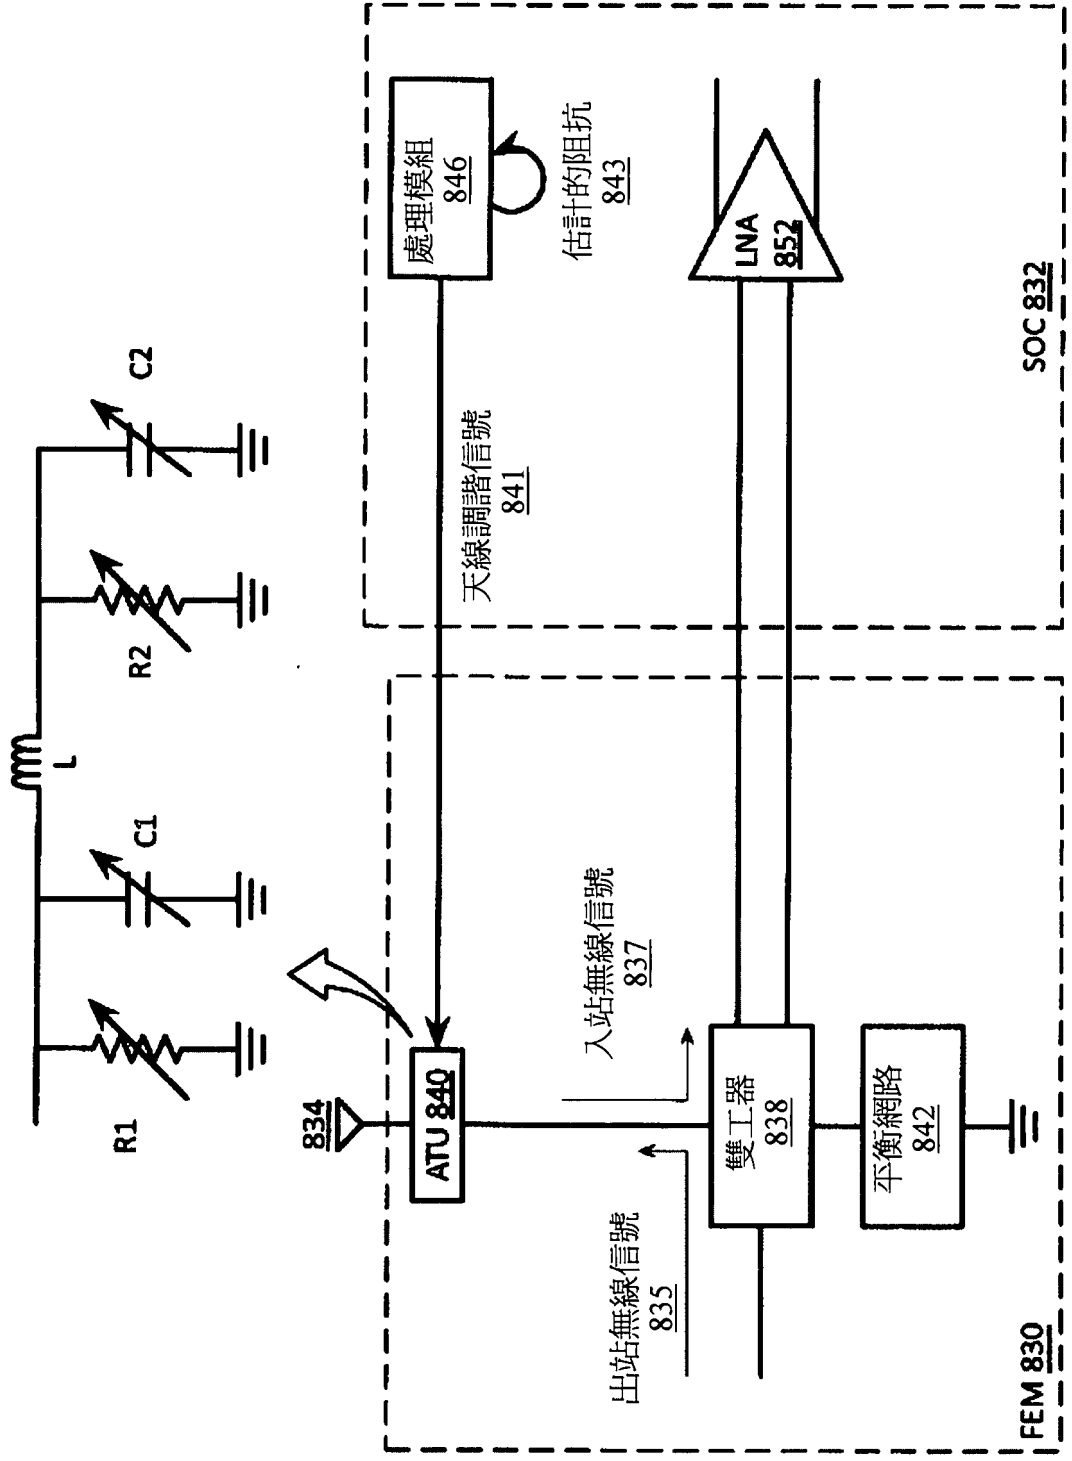 R1
C1
L
R2
C2
834
ATU 840
天線調諧信號
841
處理模組
846
估計的阻抗
843
出站無線信號
835
入站無線信號
837
雙工器
838
平衡網路
842
LNA
852
FEM 830
SOC 832